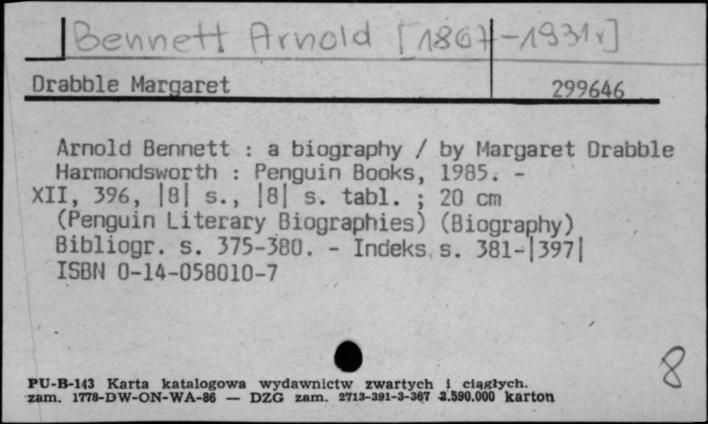 Bennett Arnold [1867-1931r]
Drabble Margaret 299646
Arnold Bennett : a biography / by Margaret Drabble
Harmondsworth : Penguin Books, 1985. -
XII, 396, |8| s., |8| s. tabl. ; 20 cm
(Penguin Literary Biographies) (Biography)
Bibliogr. s. 375-380. - Indeks s. 381-|397|
ISBN 0-14-058010-7
8
PU-B-143 Karta katalogowa wydawnictw zwartych i ciągłych.
zam. 1778-DW-ON-WA-86 — DZG zam. 2713-391-3-367 2.590.000 karton